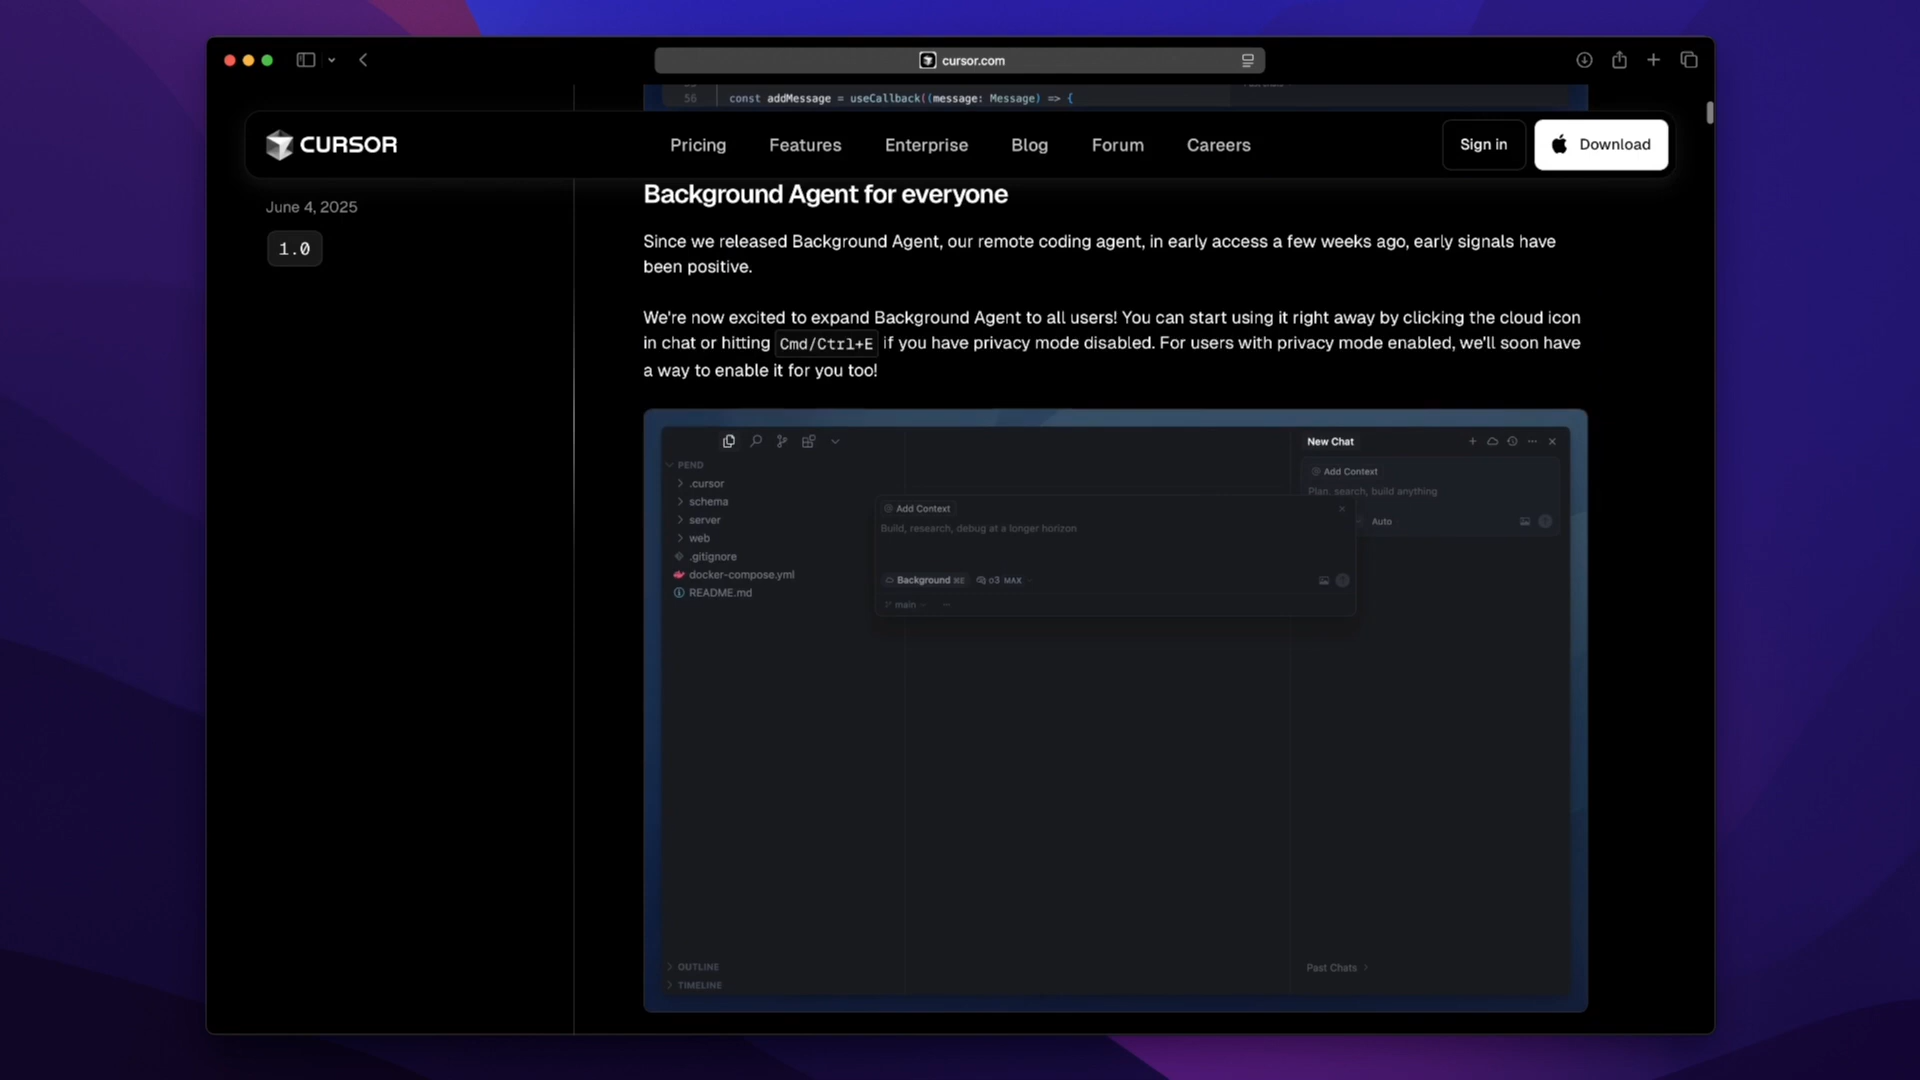 cursor.com
56 const addMessage = useCallback((message: Message) => {
CURSOR
Pricing
Features
Enterprise
Blog
Forum
Careers
Sign in
Download
June 4, 2025
1.0
Background Agent for everyone
Since we released Background Agent, our remote coding agent, in early access a few weeks ago, early signals have
been positive.
We're now excited to expand Background Agent to all users! You can start using it right away by clicking the cloud icon
in chat or hitting Cmd/Ctrl+E if you have privacy mode disabled. For users with privacy mode enabled, we'll soon have
a way to enable it for you too!
PEND
.cursor
schema
server
web
.gitignore
docker-compose.yml
README.md
OUTLINE
TIMELINE
Add Context
Build, research, debug at a longer horizon
Background ⌘E o3 MAX
main
New Chat
Add Context
Plan, search, build anything
Auto
Past Chats